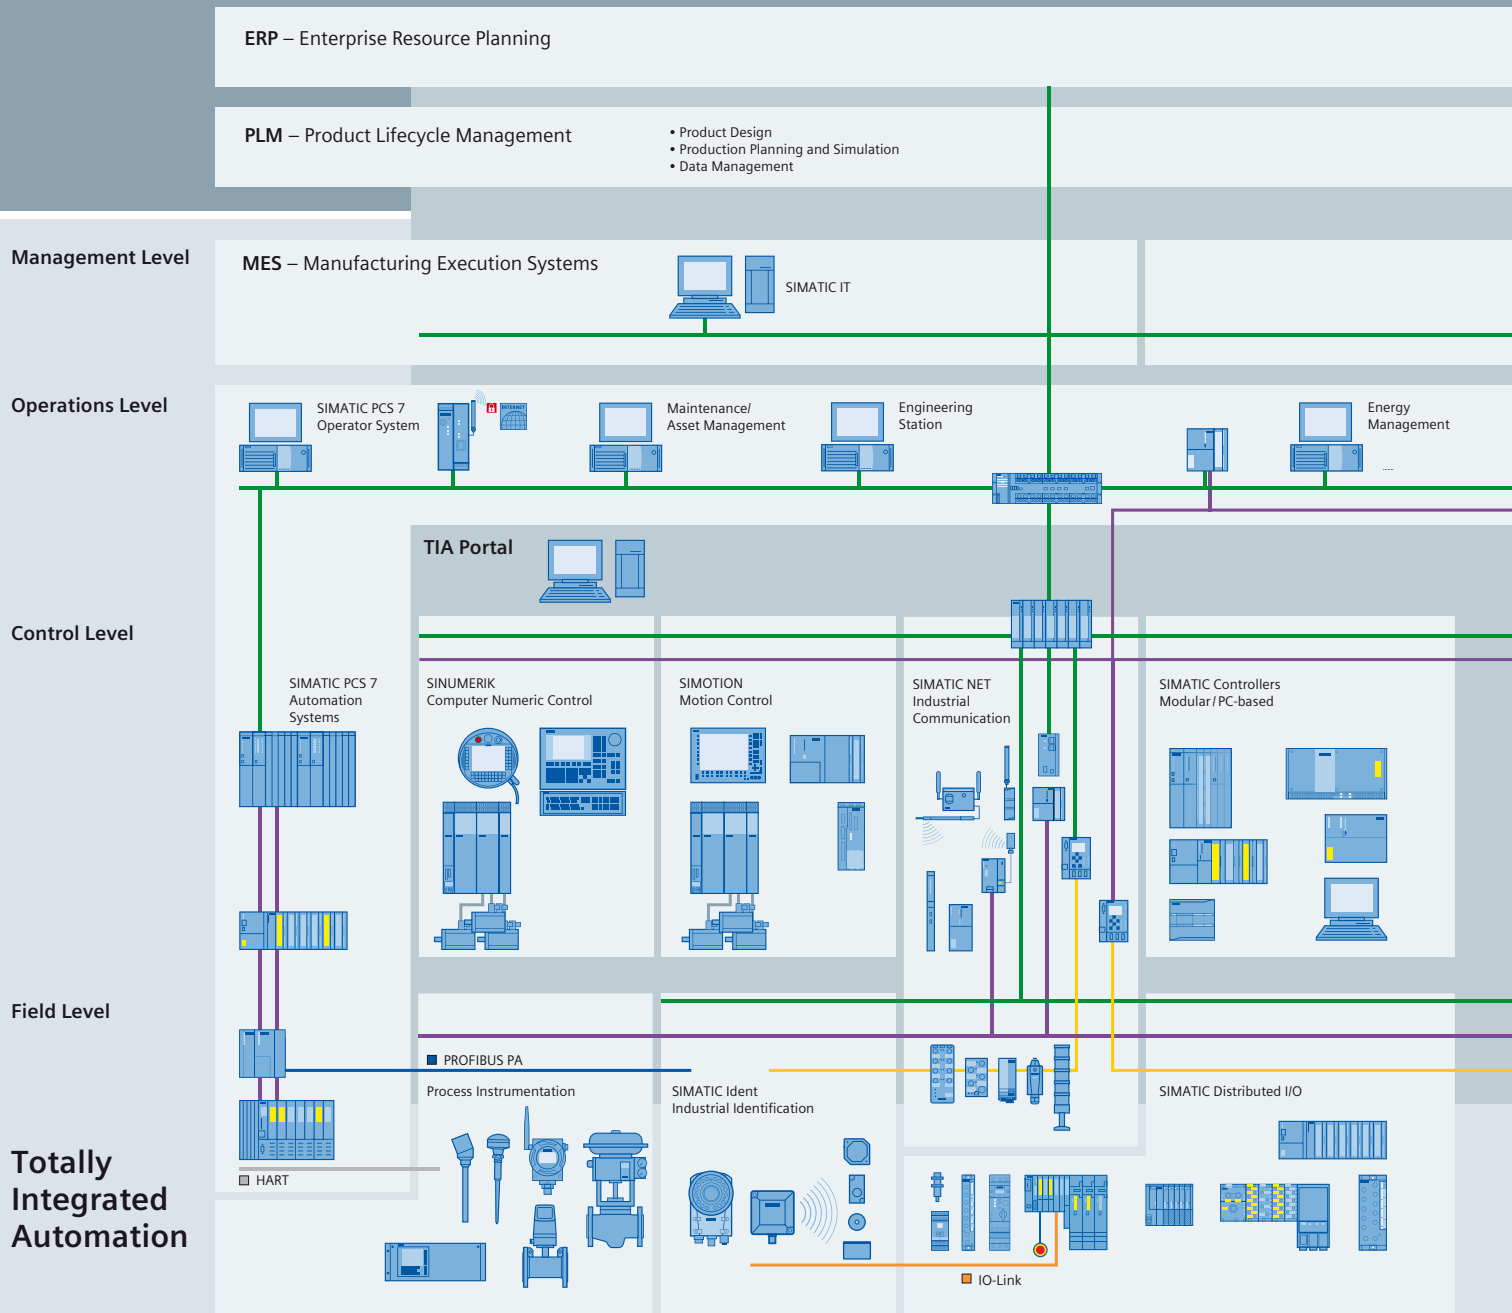 ERP – Enterprise Resource Planning
PLM – Product Lifecycle Management
• Product Design
• Production Planning and Simulation
• Data Management
Management Level
MES – Manufacturing Execution Systems
SIMATIC IT
Operations Level
SIMATIC PCS 7
Operator System
INTERNET
Maintenance/
Asset Management
Engineering
Station
Energy
Management
TIA Portal
Control Level
SIMATIC PCS 7
Automation
Systems
SINUMERIK
Computer Numeric Control
SIMOTION
Motion Control
SIMATIC NET
Industrial
Communication
SIMATIC Controllers
Modular/PC-based
Field Level
PROFIBUS PA
Process Instrumentation
SIMATIC Ident
Industrial Identification
SIMATIC Distributed I/O
HART
IO-Link
Totally
Integrated
Automation